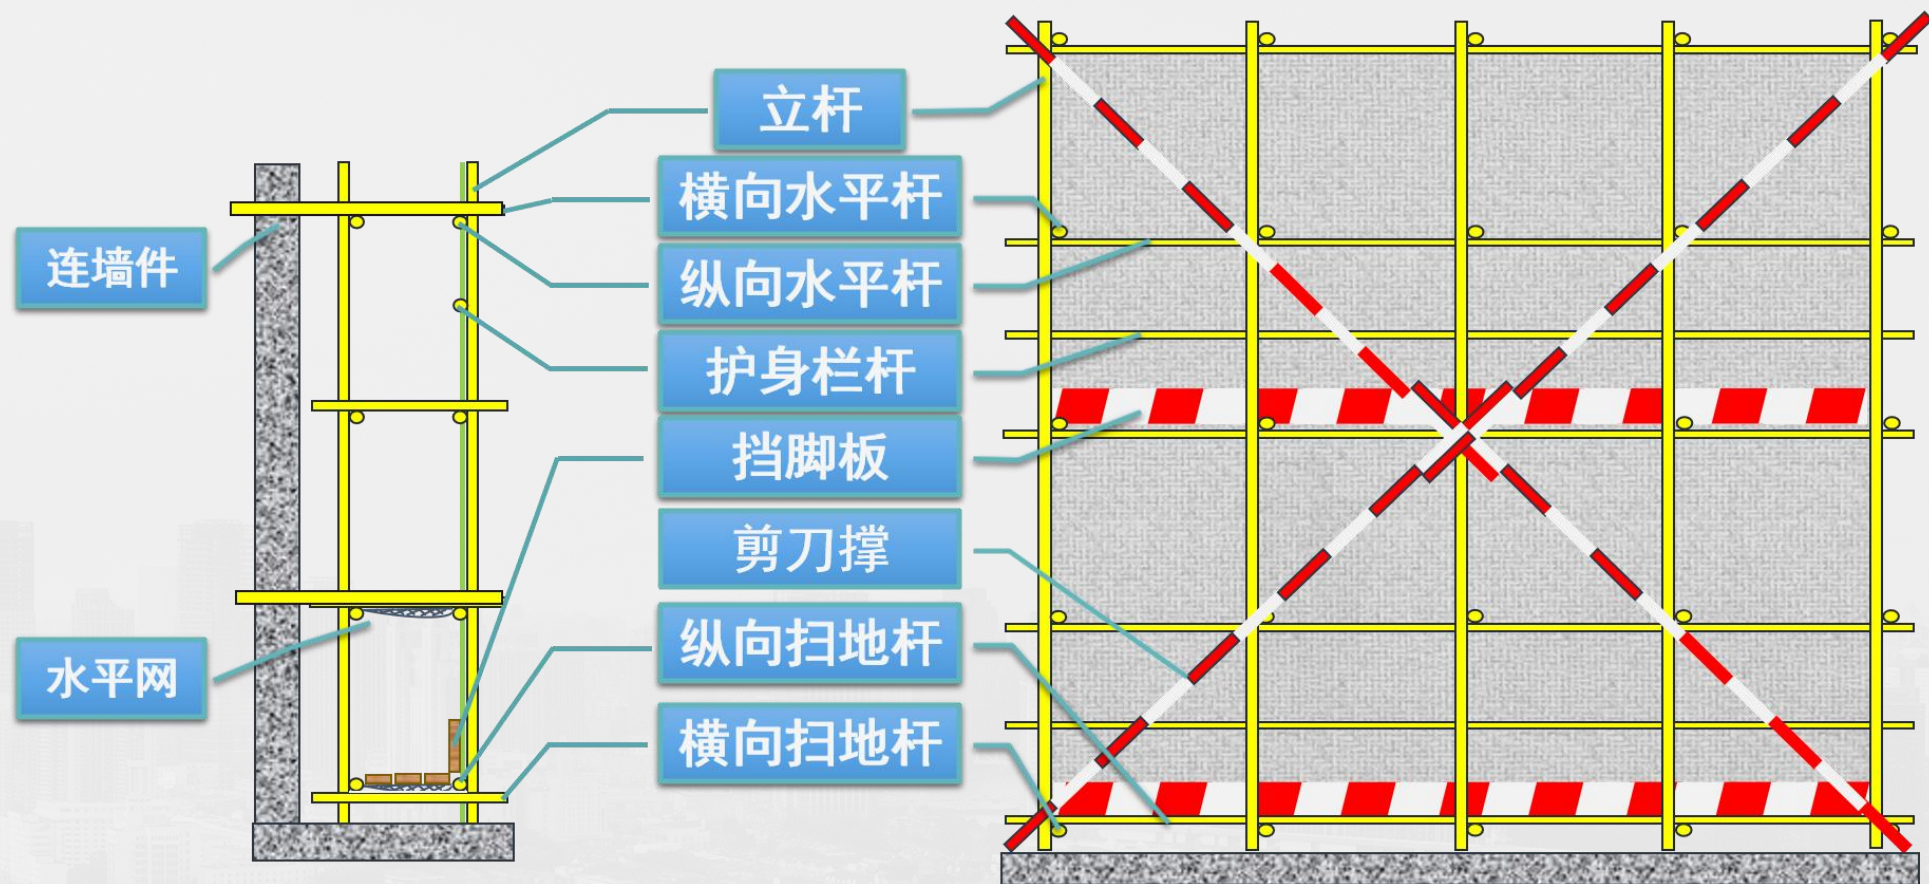 立杆
横向水平杆
连墙件
纵向水平杆
护身栏杆
挡脚板
剪刀撑
纵向扫地杆
水平网
横向扫地杆